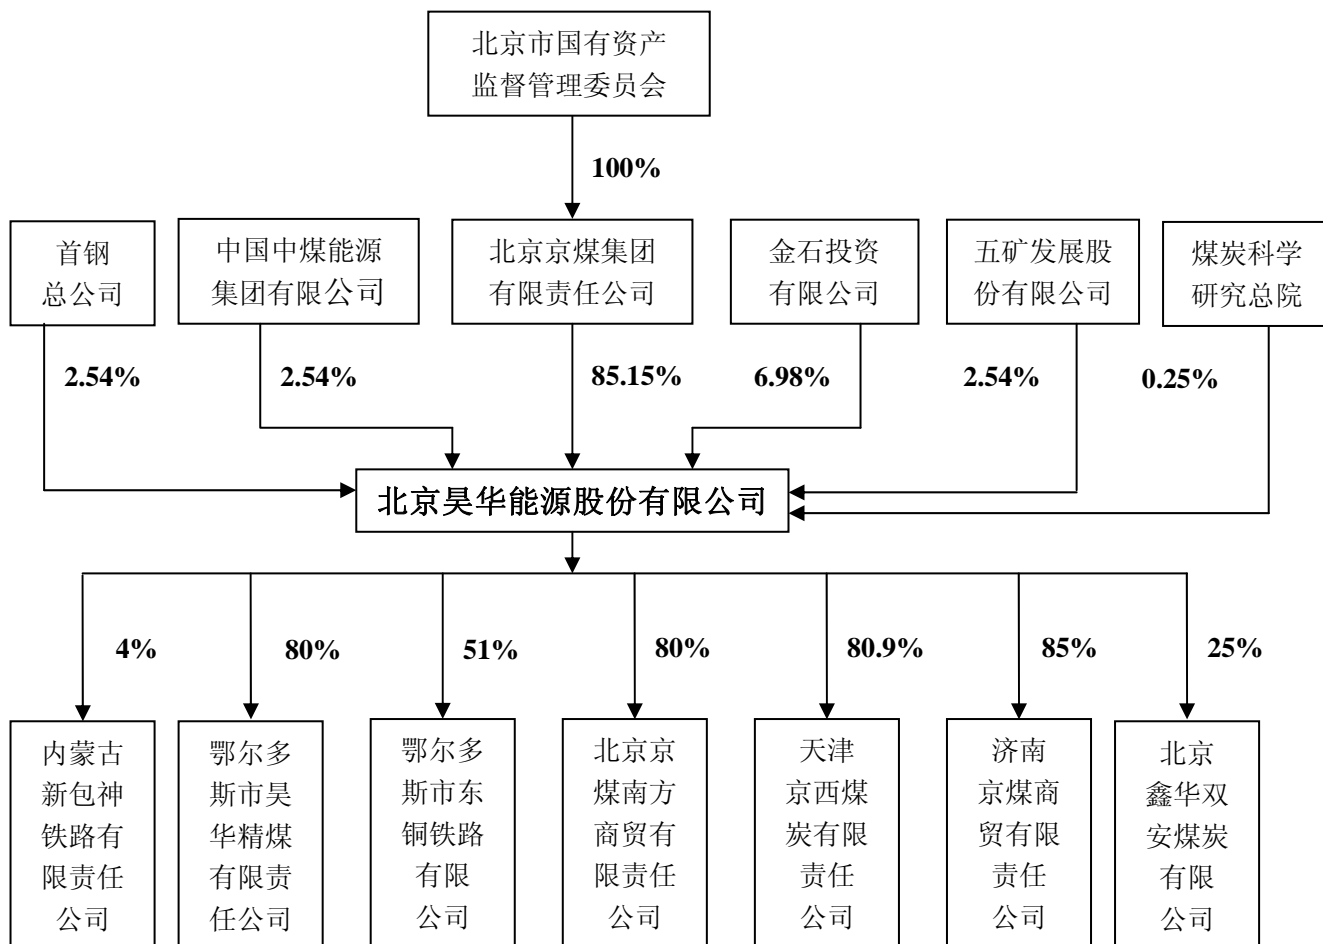 北京市国有资产
监督管理委员会
100%
首钢
总公司
中国中煤能源
集团有限公司
北京京煤集团
有限责任公司
金石投资
有限公司
五矿发展股
份有限公司
煤炭科学
研究总院
2.54%
2.54%
85.15%
6.98%
2.54%
0.25%
北京昊华能源股份有限公司
4%
80%
51%
80%
80.9%
85%
25%
内蒙古
新包神
铁路有
限责任
公司
鄂尔多
斯市昊
华精煤
有限责
任公司
鄂尔多
斯市东
铜铁路
有限
公司
北京京
煤南方
商贸有
限责任
公司
天津
京西煤
炭有限
责任
公司
济南
京煤商
贸有限
责任
公司
北京
鑫华双
安煤炭
有限
公司